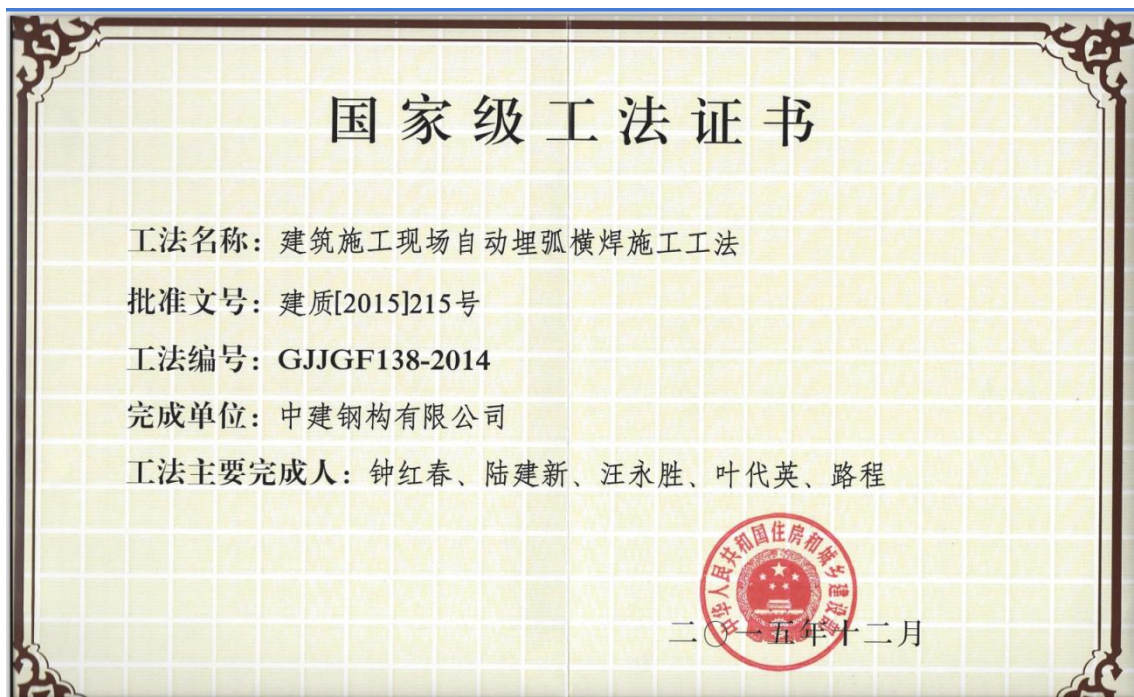 国家级工法证书
工法名称：建筑施工现场自动埋弧横焊施工工法
批准文号：建质[2015]215号
工法编号：GJJGF138-2014
完成单位：中建钢构有限公司
工法主要完成人：钟红春、陆建新、汪永胜、叶代英、路程
中华人民共和国住房和城乡建设部
二〇一五年十二月